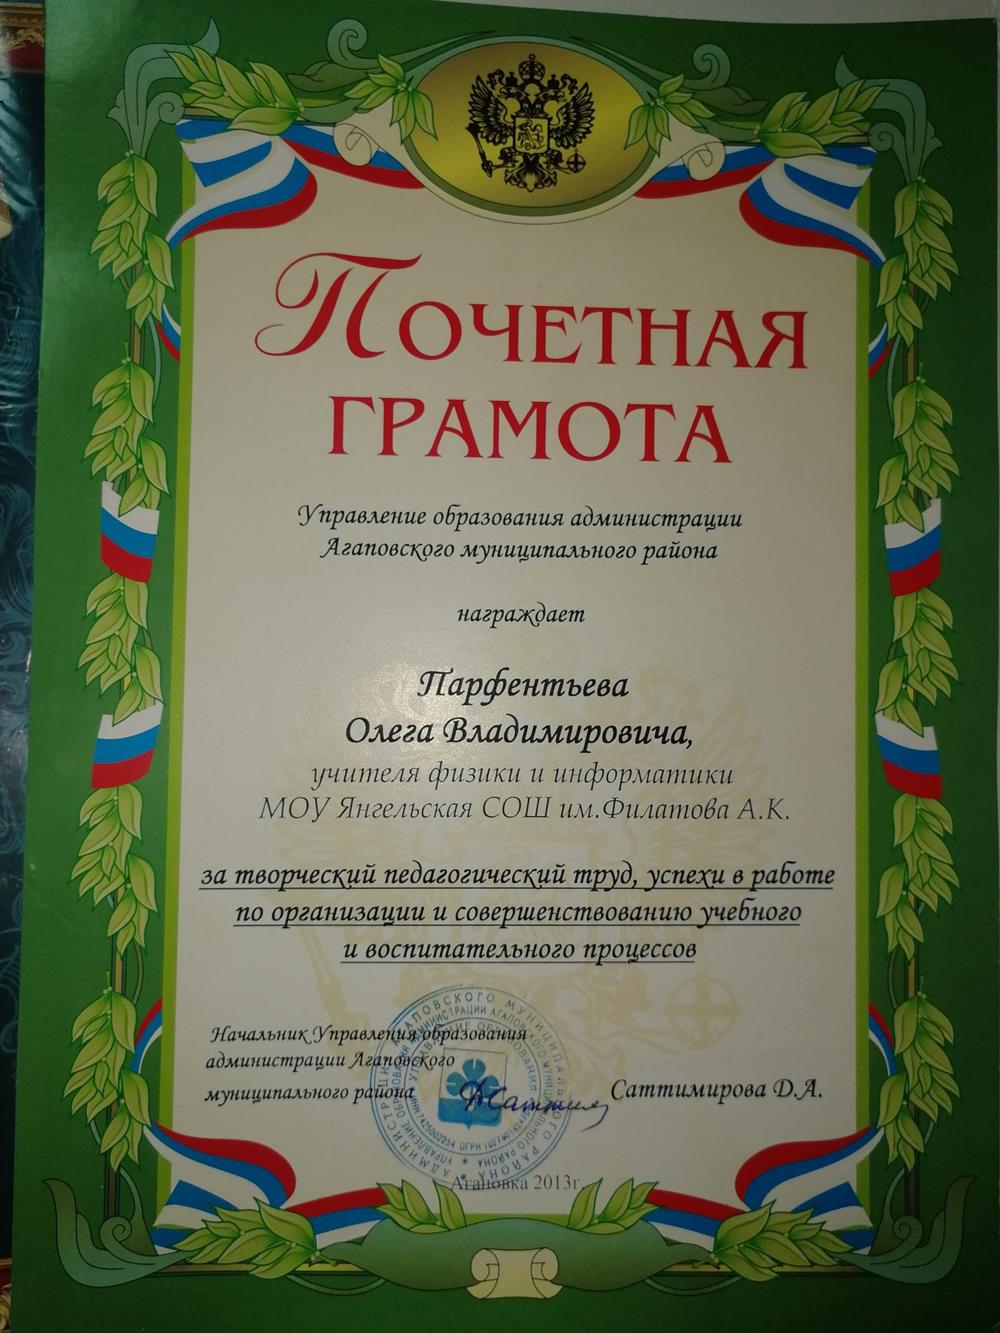 Почетная
грамота
Управление образования администрации
Агаповского муниципального района
награждает
Парфентьева
Олега Владимировича,
учителя физики и информатики
МОУ Янгельская СОШ им.Филатова А.К.
за творческий педагогический труд, успехи в работе
по организации и совершенствованию учебного
и воспитательного процессов
Начальник Управления образования
администрации Агаповского
муниципального района Саттимирова Д.А.
Агаповка 2013г.